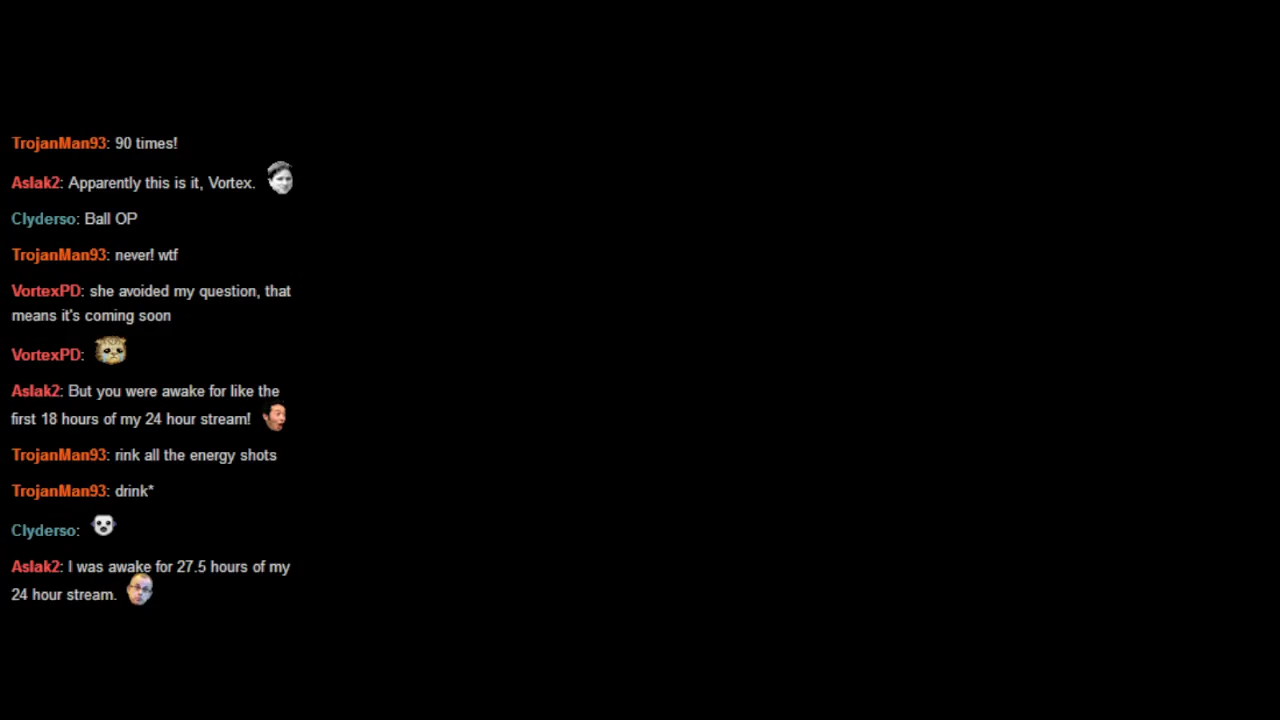 TrojanMan93: 90 times!
Aslak2: Apparently this is it, Vortex.
Clyderso: Ball OP
TrojanMan93: never! wtf
VortexPD: she avoided my question, that
means it's coming soon
VortexPD:
Aslak2: But you were awake for like the
first 18 hours of my 24 hour stream!
TrojanMan93: rink all the energy shots
TrojanMan93: drink*
Clyderso:
Aslak2: I was awake for 27.5 hours of my
24 hour stream.